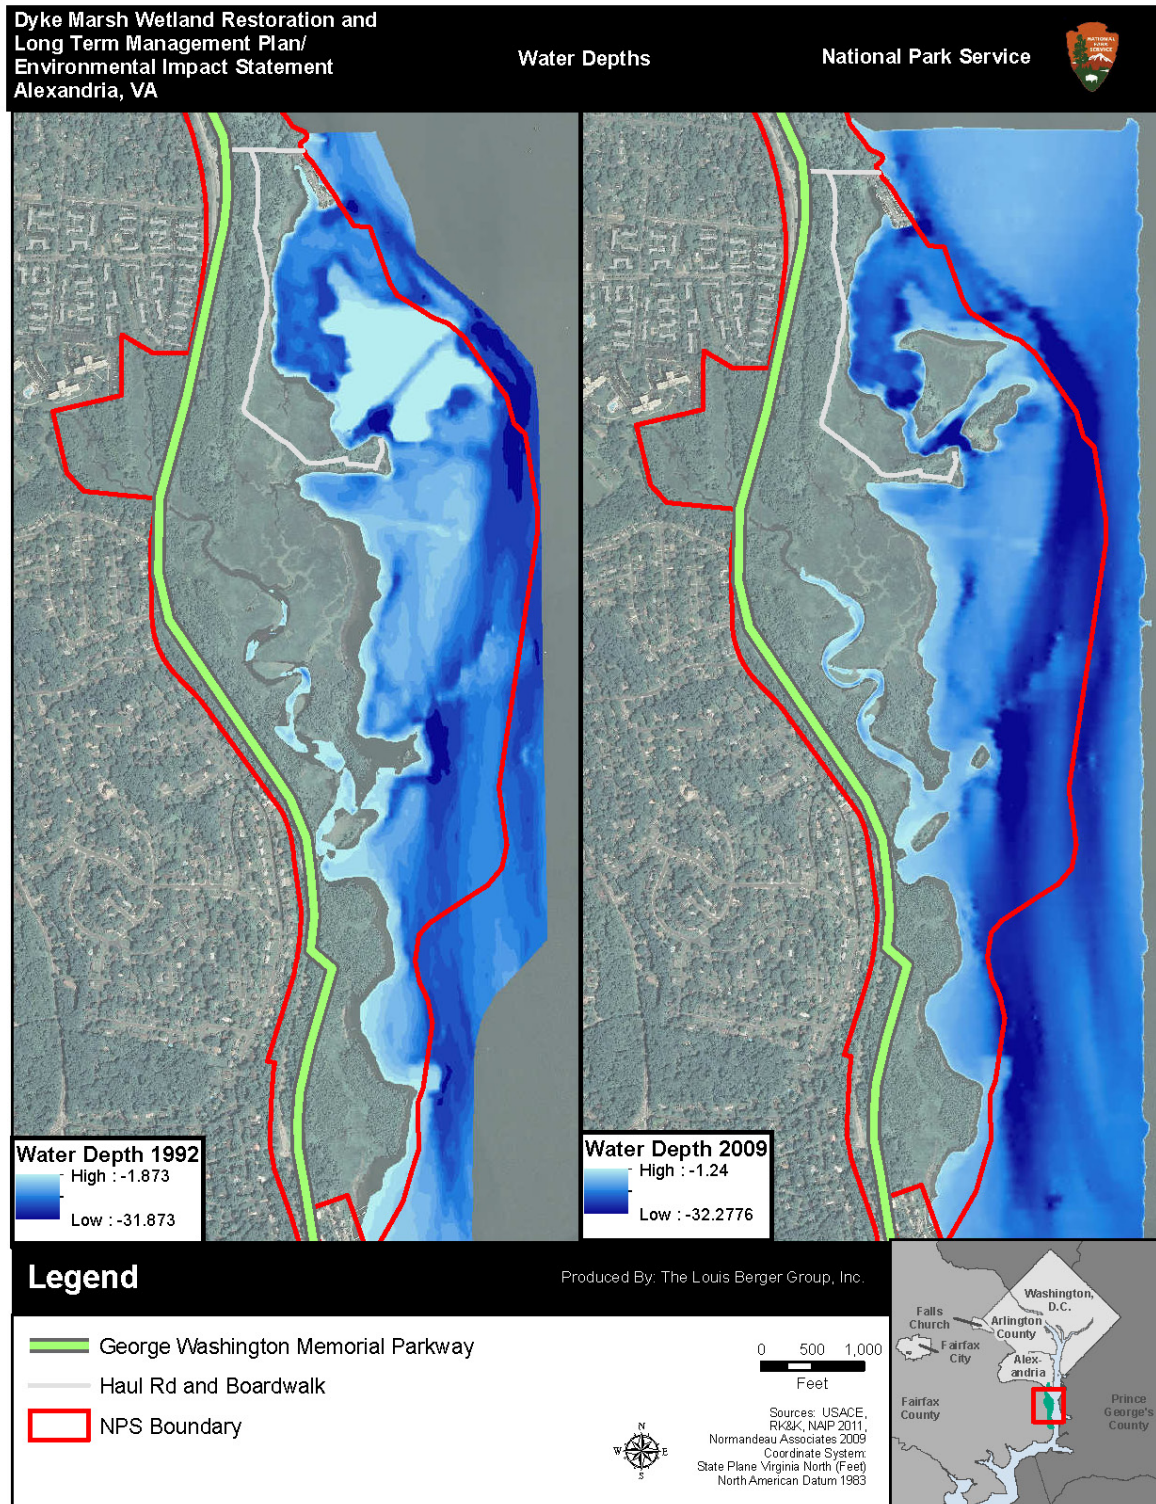 Dyke Marsh Wetland Restoration and
Long Term Management Plan/
Environmental Impact Statement
Alexandria, VA
Water Depths
National Park Service
NATIONAL
PARK
SERVICE
Water Depth 1992
High : -1.873
Low : -31.873
Water Depth 2009
High : -1.24
Low : -32.2776
Legend
Produced By: The Louis Berger Group, Inc.
George Washington Memorial Parkway
Haul Rd and Boardwalk
NPS Boundary
0 500 1,000
Feet
N
W E
S
Sources: USACE,
RK&K, NAIP 2011,
Normandeau Associates 2009
Coordinate System:
State Plane Virginia North (Feet)
North American Datum 1983
Washington,
D.C.
Falls
Church
Arlington
County
Fairfax
City
Alex-
andria
Fairfax
County
Prince
George's
County